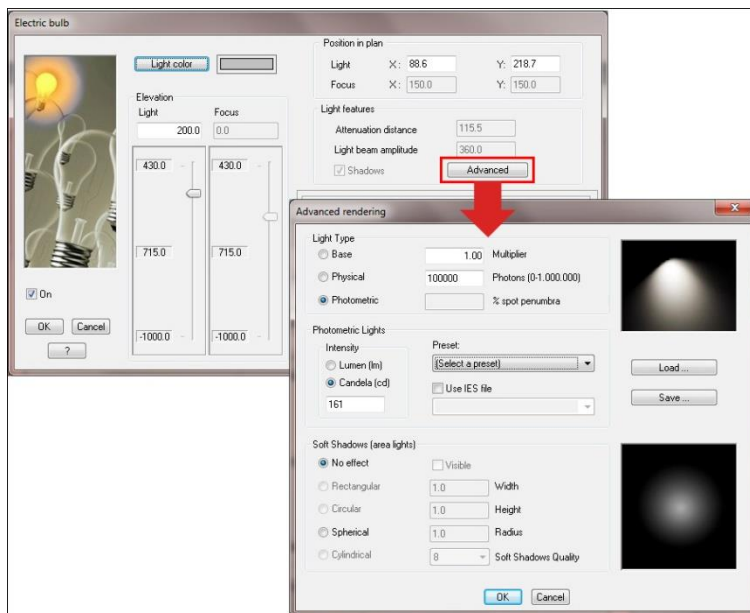 Electric bulb
Light color
Position in plan
Light X: 88.6 Y: 218.7
Focus X: 150.0 Y: 150.0
Elevation
Light Focus
200.0 0.0
430.0 430.0
715.0 715.0
-1000.0 -1000.0
Light features
Attenuation distance 115.5
Light beam amplitude 360.0
Shadows Advanced
On
OK Cancel
?
Advanced rendering
Light Type
Base 1.00 Multiplier
Physical 100000 Photons (0-1.000.000)
Photometric % spot penumbra
Photometric Lights
Intensity
Lumen (lm)
Candela (cd)
161
Preset:
(Select a preset)
Use IES file
Load ...
Save ...
Soft Shadows (area lights)
No effect Visible
Rectangular 1.0 Width
Circular 1.0 Height
Spherical 1.0 Radius
Cylindrical 8 Soft Shadows Quality
OK Cancel